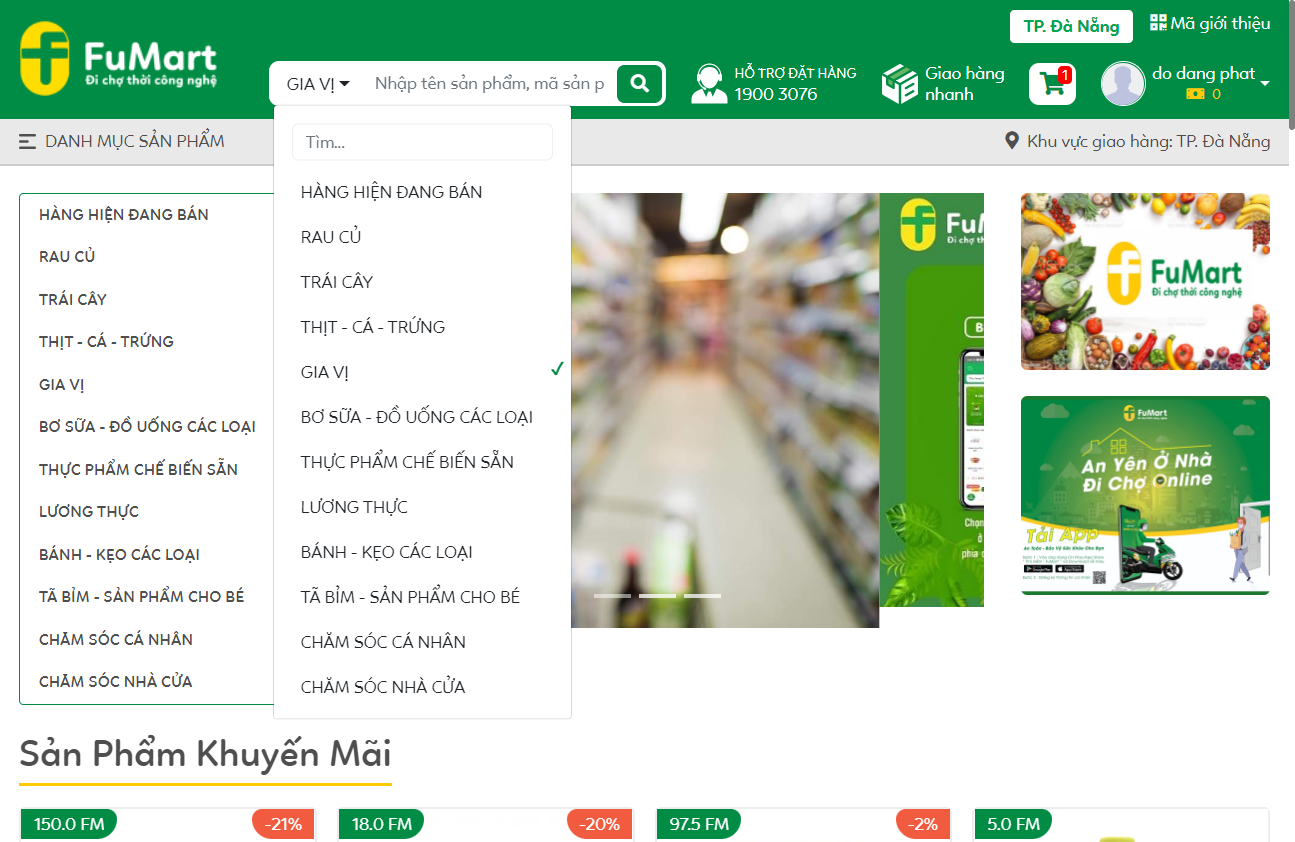 FuMart
Đi chợ thời công nghệ
GIA VỊ
Nhập tên sản phẩm, mã sản p
HỖ TRỢ ĐẶT HÀNG
1900 3076
Giao hàng
nhanh
1
TP. Đà Nẵng
Mã giới thiệu
do dang phat
0
DANH MỤC SẢN PHẨM
Khu vực giao hàng: TP. Đà Nẵng
HÀNG HIỆN ĐANG BÁN
RAU CỦ
TRÁI CÂY
THỊT - CÁ - TRỨNG
GIA VỊ
BƠ SỮA - ĐỒ UỐNG CÁC LOẠI
THỰC PHẨM CHẾ BIẾN SẴN
LƯƠNG THỰC
BÁNH - KẸO CÁC LOẠI
TÃ BỈM - SẢN PHẨM CHO BÉ
CHĂM SÓC CÁ NHÂN
CHĂM SÓC NHÀ CỬA
Tìm...
HÀNG HIỆN ĐANG BÁN
RAU CỦ
TRÁI CÂY
THỊT - CÁ - TRỨNG
GIA VỊ
BƠ SỮA - ĐỒ UỐNG CÁC LOẠI
THỰC PHẨM CHẾ BIẾN SẴN
LƯƠNG THỰC
BÁNH - KẸO CÁC LOẠI
TÃ BỈM - SẢN PHẨM CHO BÉ
CHĂM SÓC CÁ NHÂN
CHĂM SÓC NHÀ CỬA
Đi chợ th
B
Chọn
phía
FuMart
Đi chợ thời công nghệ
FuMart
An Yên Ở Nhà
Đi Chợ Online
Tải App
Sản Phẩm Khuyến Mãi
150.0 FM
-21%
18.0 FM
-20%
97.5 FM
-2%
5.0 FM